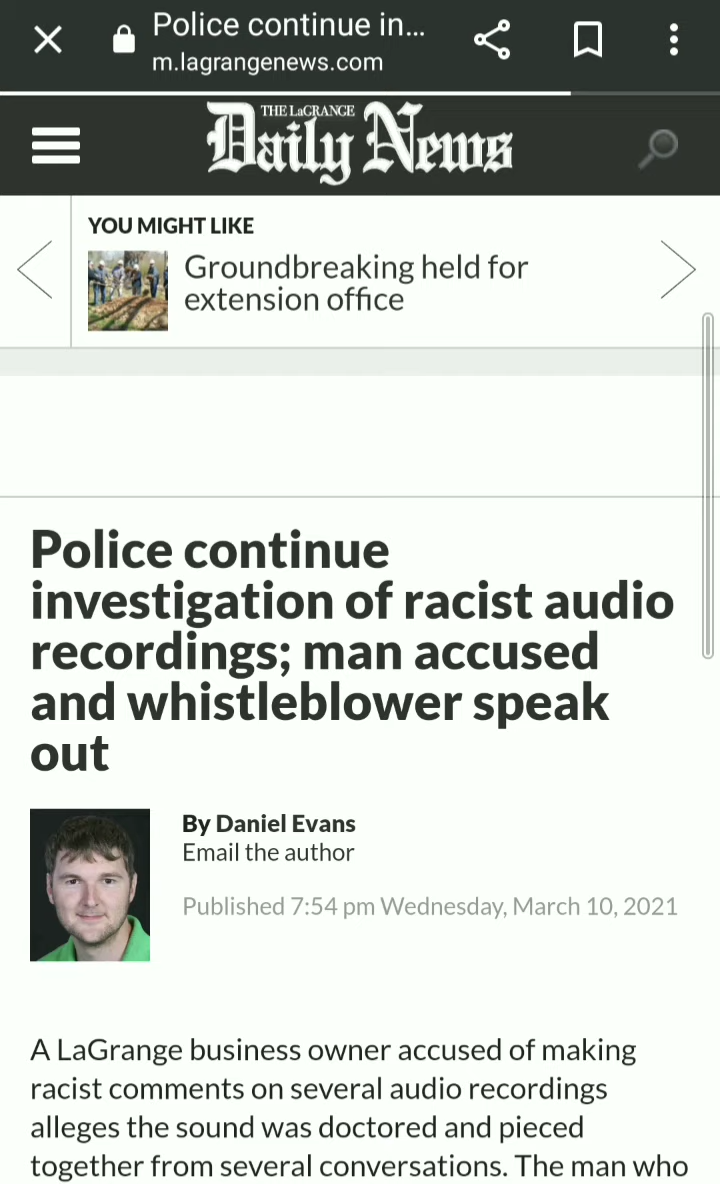 Police continue in...
m.lagrangenews.com
THE LaGRANGE
Daily News
YOU MIGHT LIKE
Groundbreaking held for
extension office
Police continue
investigation of racist audio
recordings; man accused
and whistleblower speak
out
By Daniel Evans
Email the author
Published 7:54 pm Wednesday, March 10, 2021
A LaGrange business owner accused of making
racist comments on several audio recordings
alleges the sound was doctored and pieced
together from several conversations. The man who